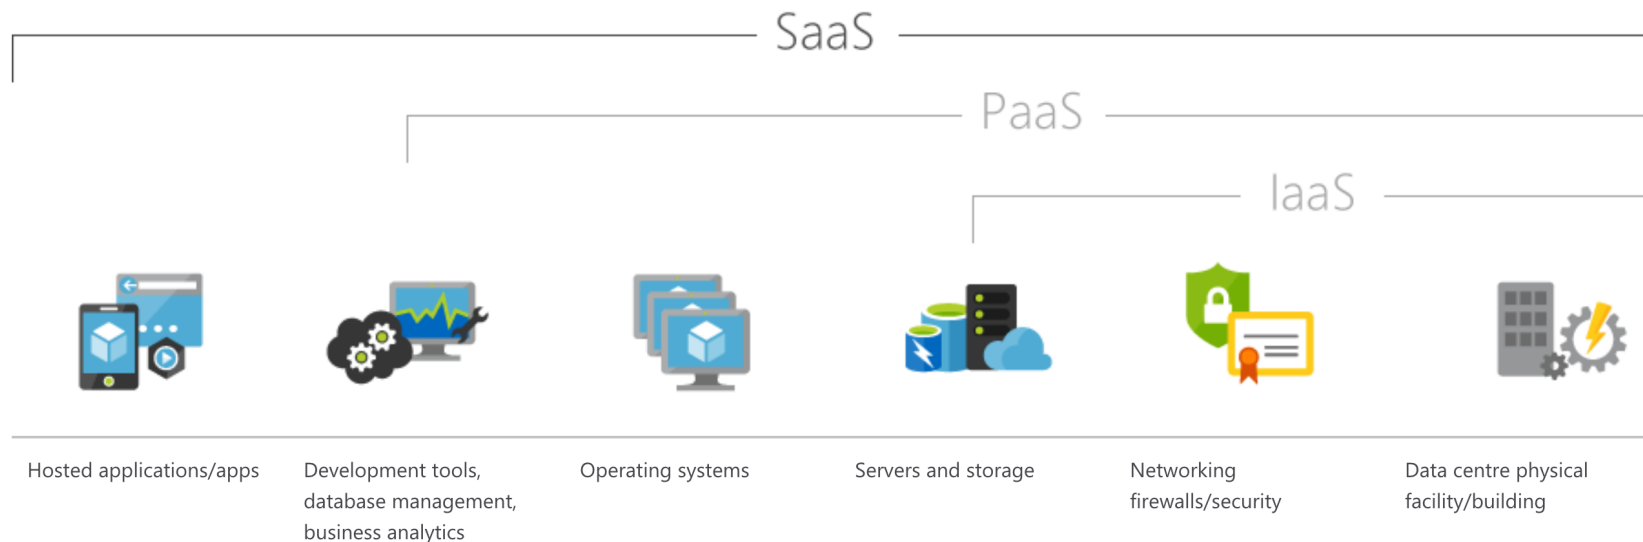 SaaS
PaaS
IaaS
Hosted applications/apps
Development tools,
database management,
business analytics
Operating systems
Servers and storage
Networking
firewalls/security
Data centre physical
facility/building